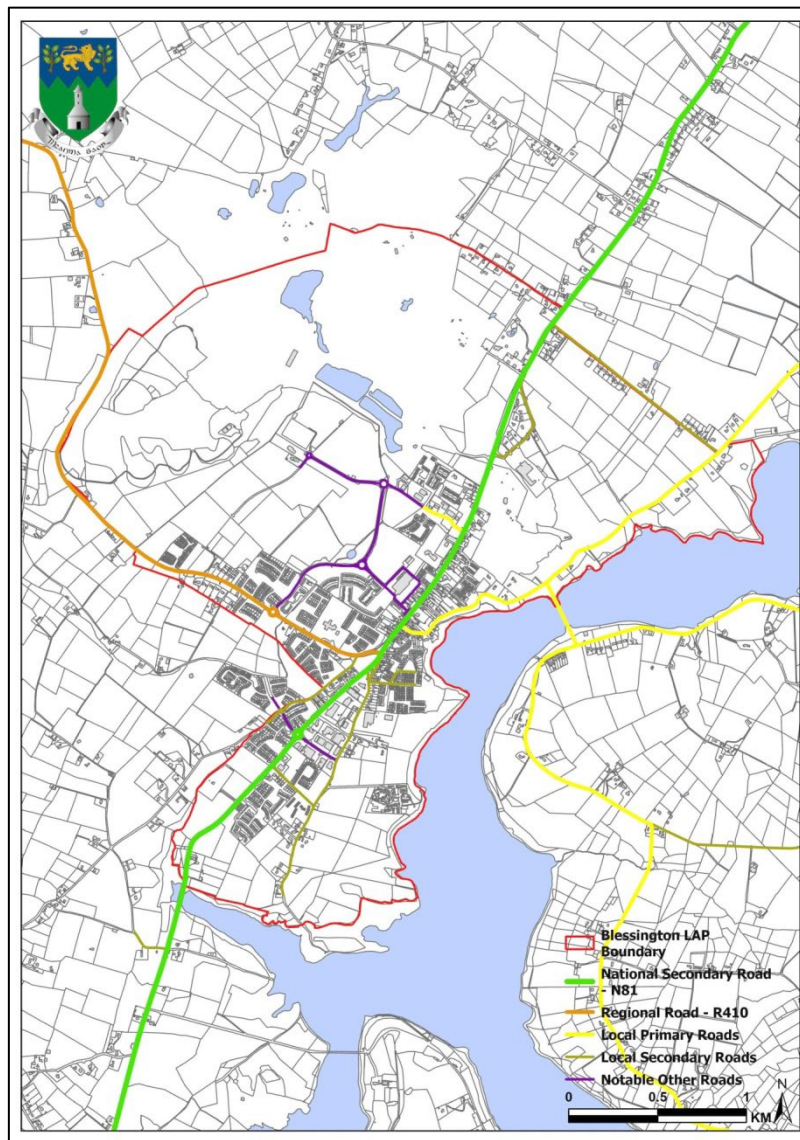 Blessington LAP
Boundary
National Secondary Road
- N81
Regional Road - R410
Local Primary Roads
Local Secondary Roads
Notable Other Roads
N
0 0.5 1
KM